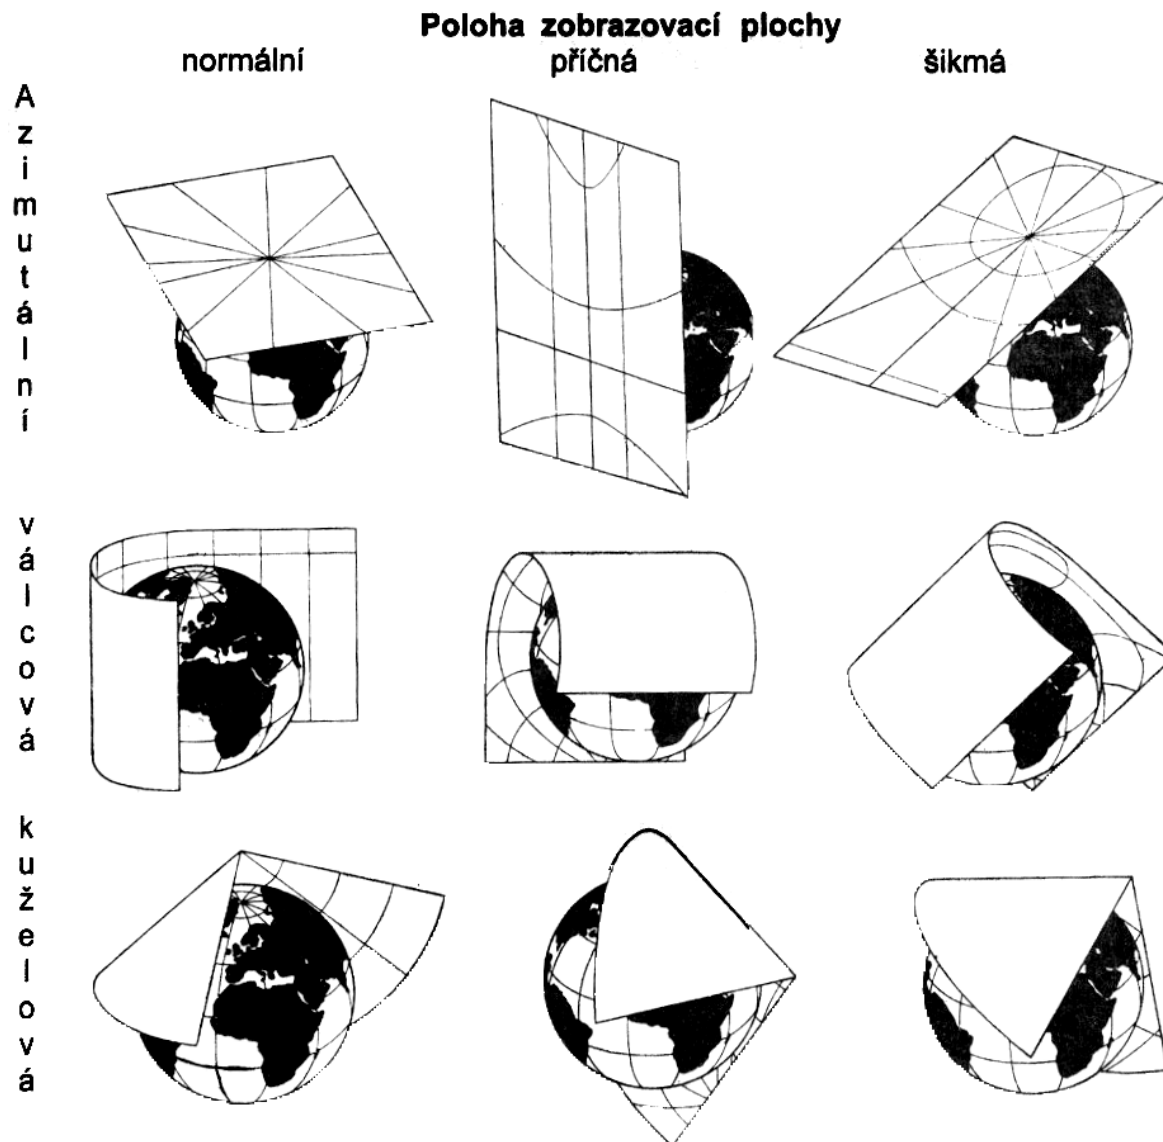 Poloha zobrazovací plochy
normální příčná šikmá
Azimutální
válcová
kuželová